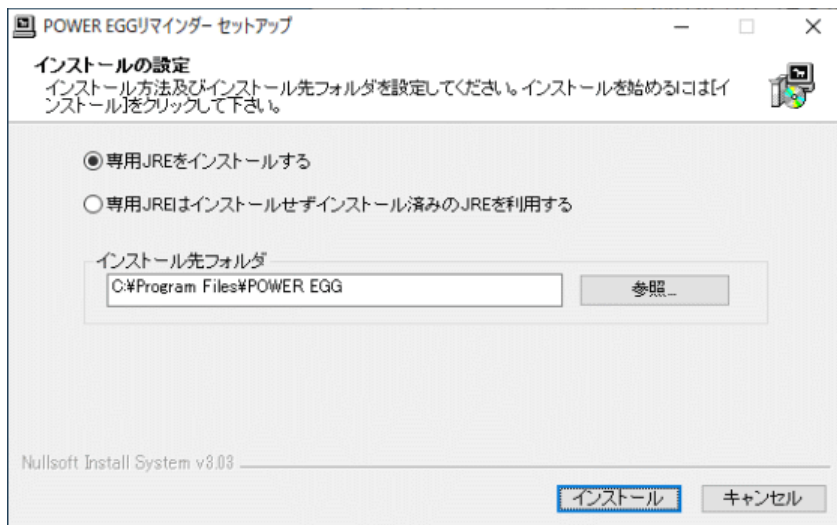 POWER EGGリマインダー セットアップ
インストールの設定
インストール方法及びインストール先フォルダを設定してください。インストールを始めるには[イ
ンストール]をクリックして下さい。
専用JREをインストールする
専用JREはインストールせずインストール済みのJREを利用する
インストール先フォルダ
C:¥Program Files¥POWER EGG
参照...
Nullsoft Install System v3.03
インストール
キャンセル